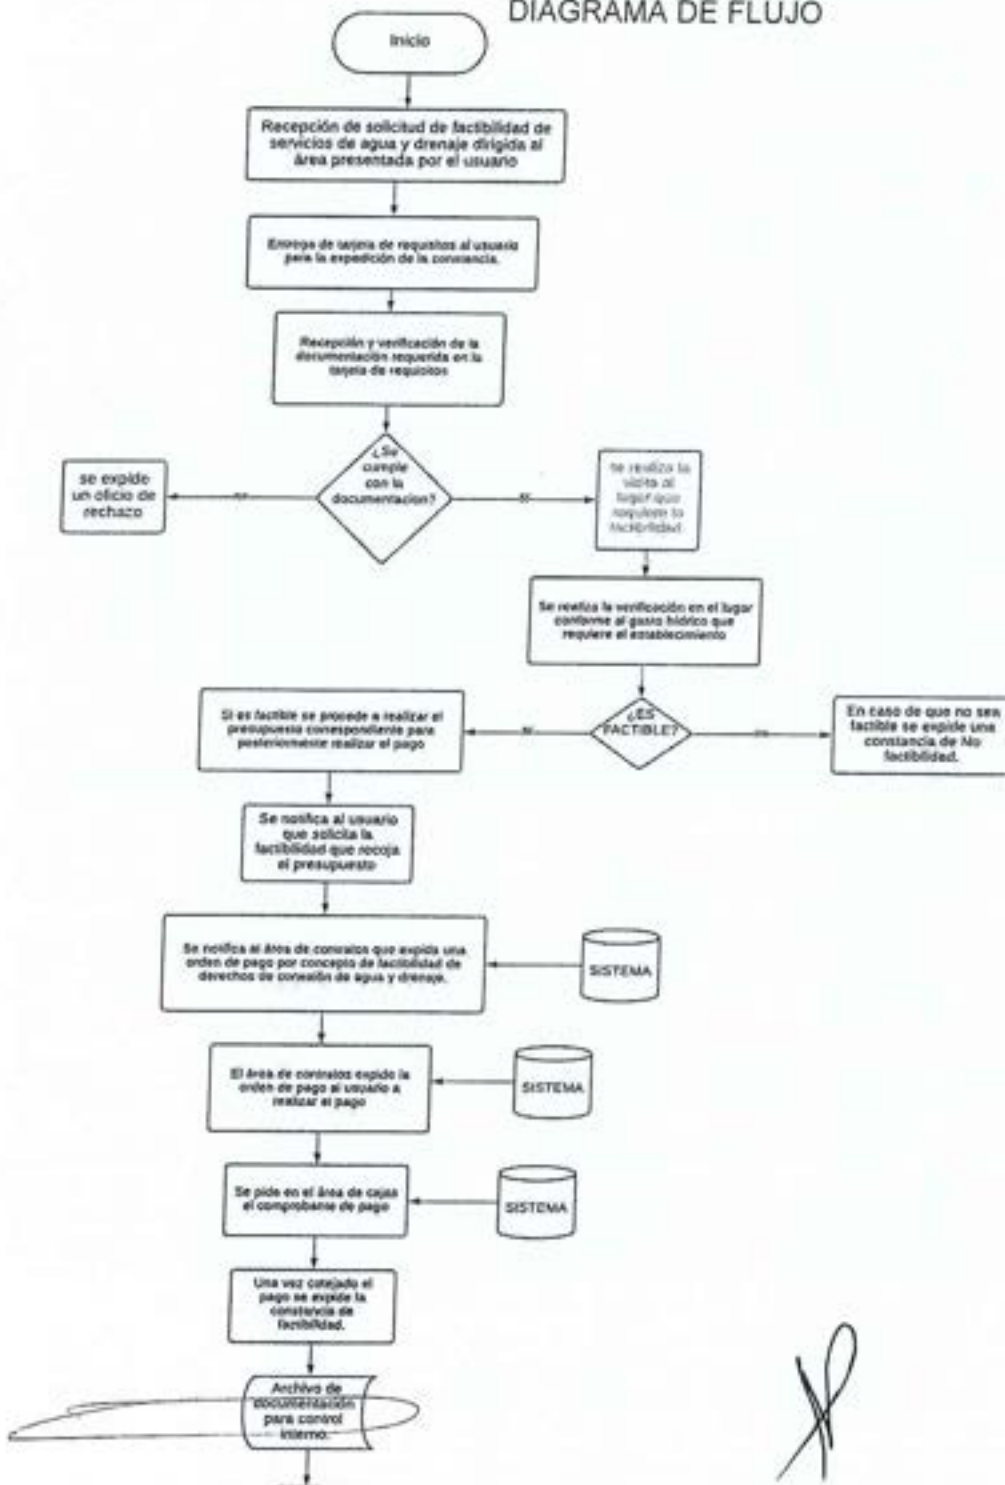 DIAGRAMA DE FLUJO
Inicio
Recepción de solicitud de factibilidad de
servicios de agua y drenaje dirigida al
área presentada por el usuario
Entrega de tarjeta de requisitos al usuario
para la expedición de la constancia.
Recepción y verificación de la
documentación requerida en la
tarjeta de requisitos
¿Se
cumple
con la
documentacion?
se expide
un oficio de
rechazo
se realiza la
visita al
lugar que
requiere la
factibilidad.
Se realiza la verificación en el lugar
conforme al gasto hídrico que
requiere el establecimiento
¿ES
FACTIBLE?
Si es factible se procede a realizar el
presupuesto correspondiente para
posteriormente realizar el pago
En caso de que no sea
factible se expide una
constancia de No
factibilidad.
Se notifica al usuario
que solicita la
factibilidad que recoja
el presupuesto
Se notifica al Área de contratos que expida una
orden de pago por concepto de factibilidad de
derechos de conexión de agua y drenaje.
SISTEMA
El área de contratos expide la
orden de pago al usuario a
realizar el pago
SISTEMA
Se pide en el área de cajas
el comprobante de pago
SISTEMA
Una vez cotejado el
pago se expide la
constancia de
factibilidad.
Archivo de
documentación
para control
interno.